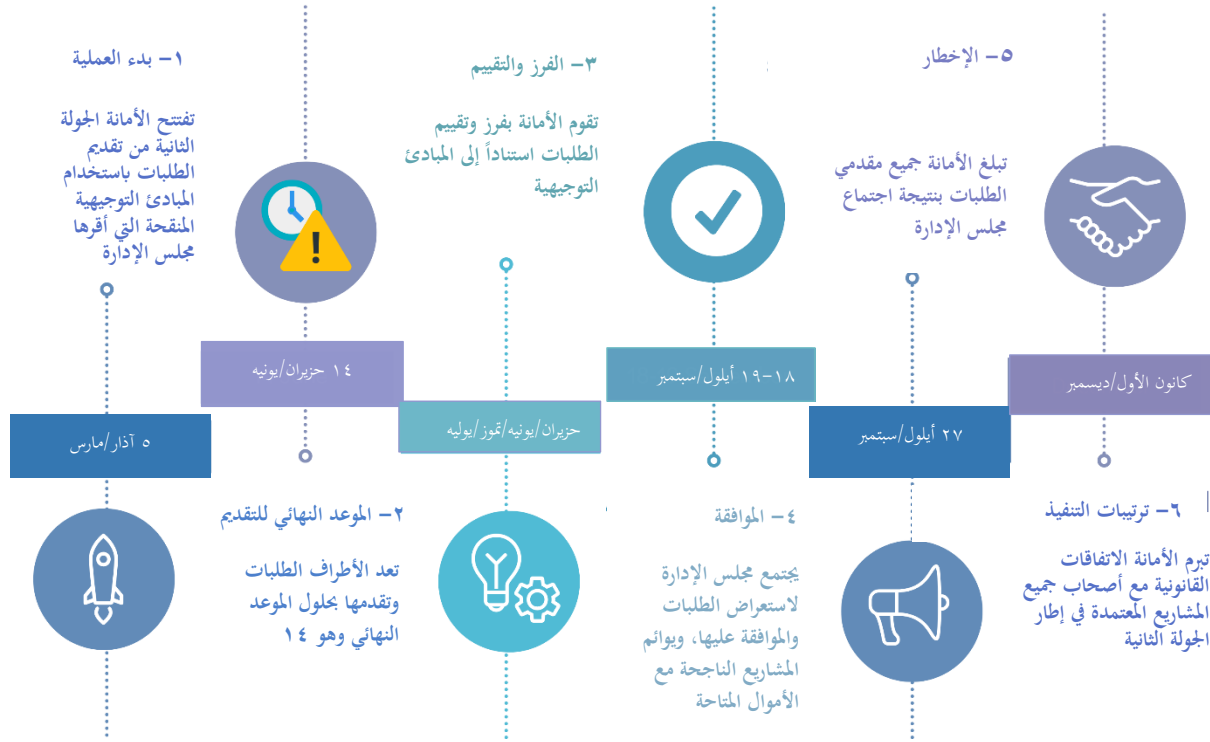 ١– بدء العملية
تفتتح الأمانة الجولة
الثانية من تقديم
الطلبات باستخدام
المبادئ التوجيهية
المنقحة التي أقرها
مجلس الإدارة
٥ آذار/مارس
١٤ حزيران/يونيه
٢– الموعد النهائي للتقديم
تعد الأطراف الطلبات
وتقدمها بحلول الموعد
النهائي وهو ١٤
٣– الفرز والتقييم
تقوم الأمانة بفرز وتقييم
الطلبات استناداً إلى المبادئ
التوجيهية
حزيران/يونيه/تموز/يوليه
١٨–١٩ أيلول/سبتمبر
٤– الموافقة
يجتمع مجلس الإدارة
لاستعراض الطلبات
والموافقة عليها، ويوائم
المشاريع الناجحة مع
الأموال المتاحة
٥– الإخطار
تبلغ الأمانة جميع مقدمي
الطلبات بنتيجة اجتماع
مجلس الإدارة
٢٧ أيلول/سبتمبر
كانون الأول/ديسمبر
٦– ترتيبات التنفيذ
تبرم الأمانة الاتفاقات
القانونية مع أصحاب جميع
المشاريع المعتمدة في إطار
الجولة الثانية